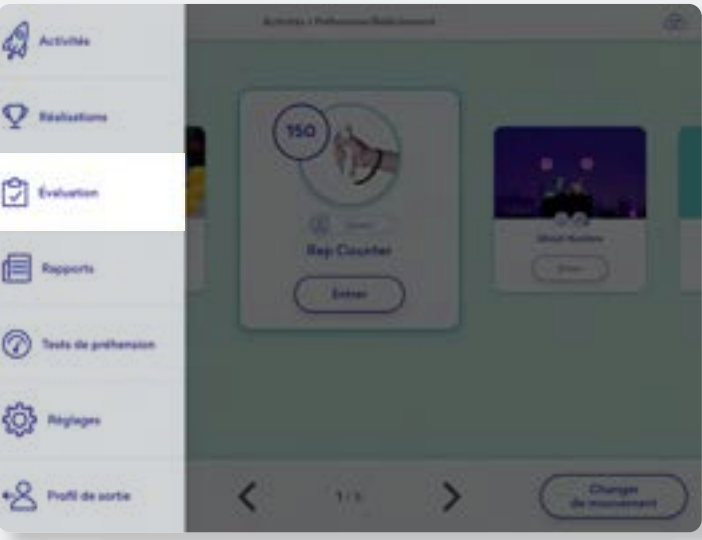 Activités
Réalisations
Évaluation
Rapports
Tests de préhension
Réglages
Profil de sortie
150
Rep Counter
Entrer
1 / 5
Changer
de mouvement